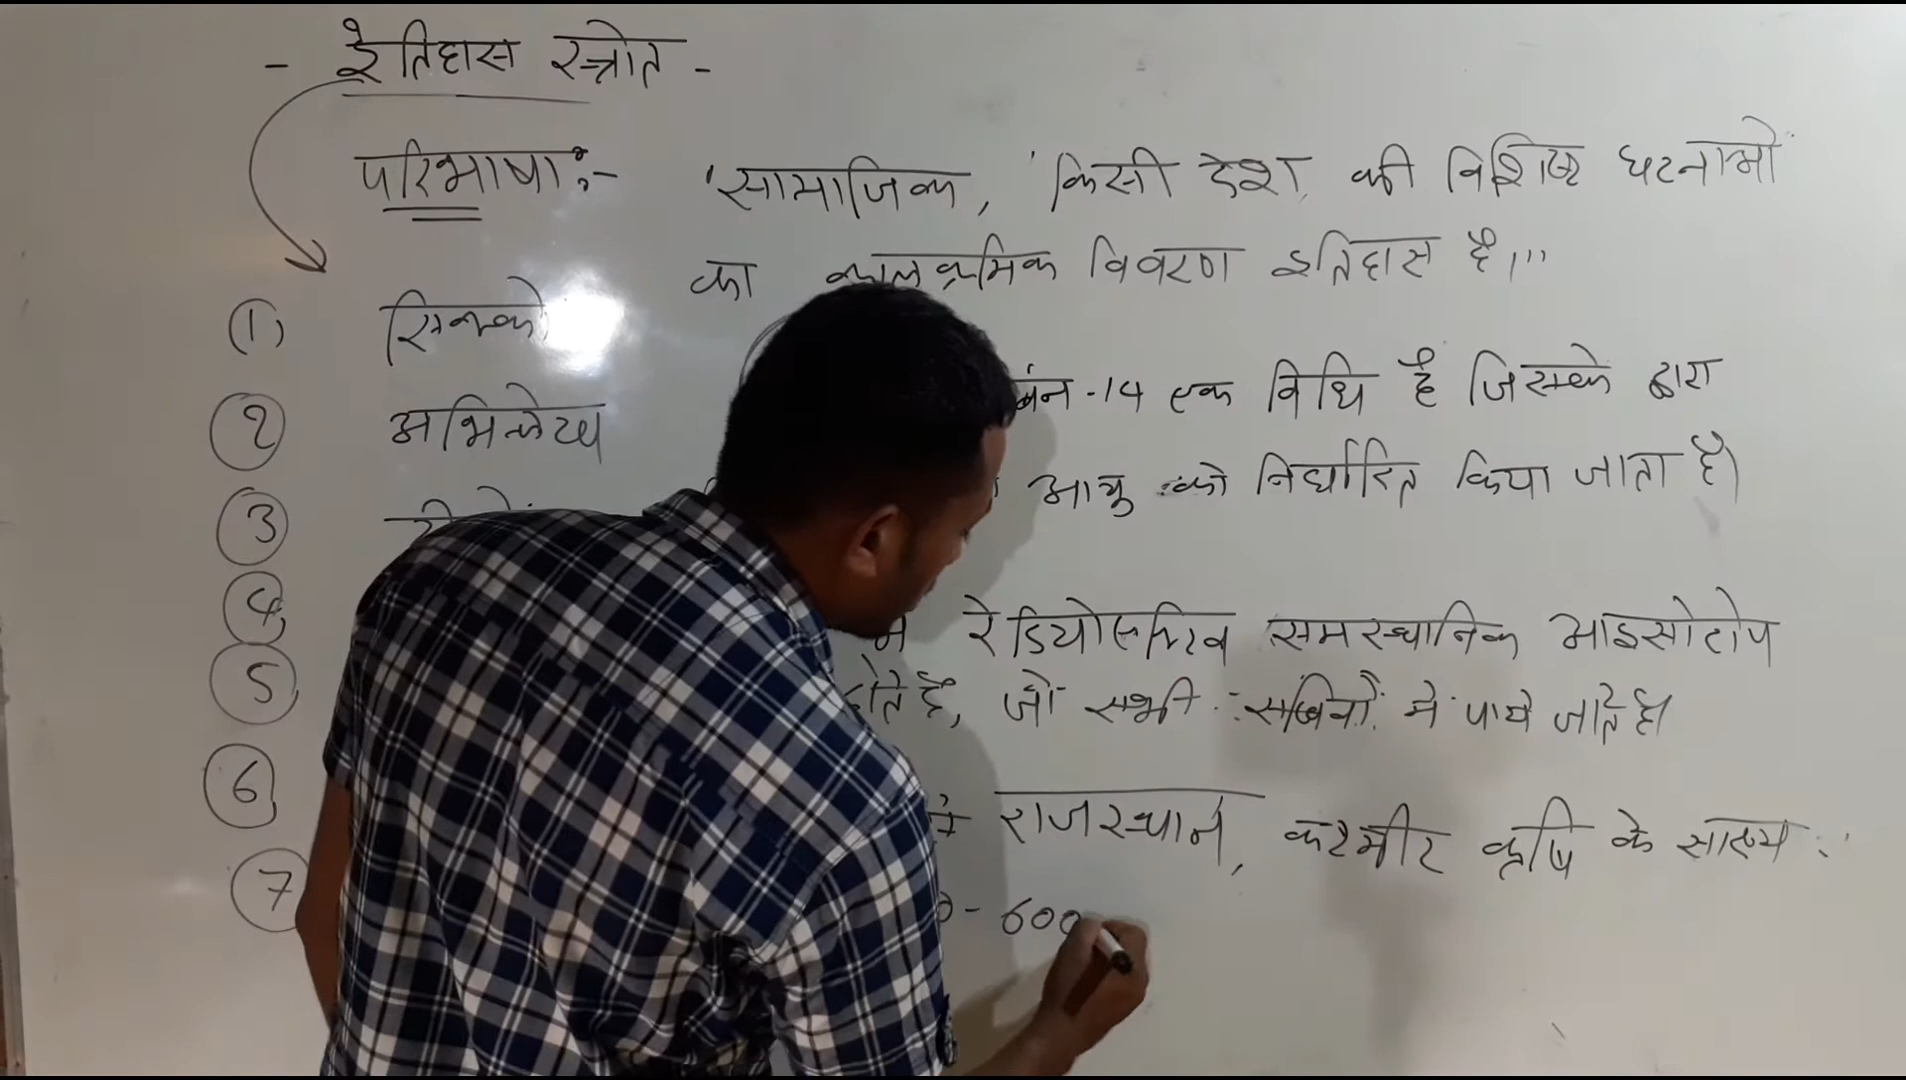 - इतिहास स्त्रोत -
परिभाषा :- 'सामाजिक, 'किसी देश, की विशिष्ट घटनाओ
का कालक्रमिक विवरण इतिहास है।"
(1) सिक्को
(2) अभिलेख
र्बन - 14 एक विधि है जिसके द्वारा
(3)
आयु को निर्धारित किया जाता है।
(4) रेडियोएक्टिव समस्थानिक आइसोटोप
(5) होते है, जो सभी सजिवों में पाये जाते है।
(6) राजस्थान, कश्मीर कृषि के साक्ष्य
(7) 0 - 600